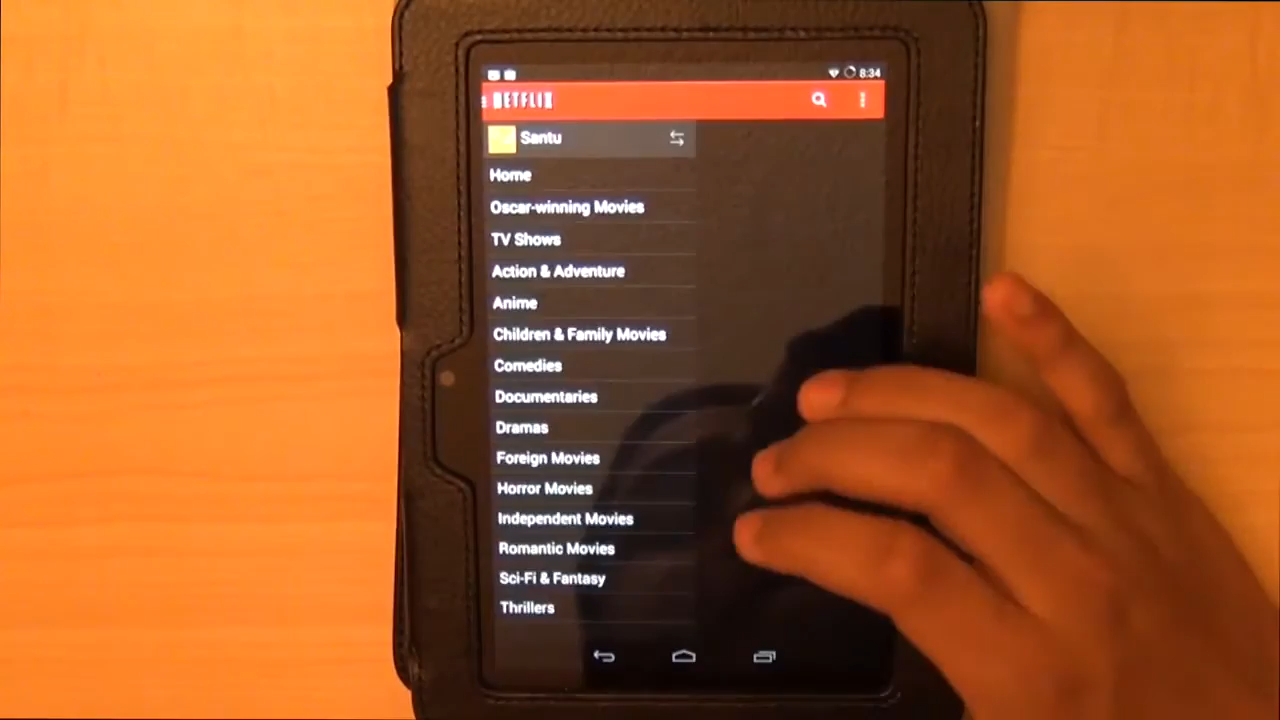 8:34
NETFLIX
Santu
Home
Oscar-winning Movies
TV Shows
Action & Adventure
Anime
Children & Family Movies
Comedies
Documentaries
Dramas
Foreign Movies
Horror Movies
Independent Movies
Romantic Movies
Sci-Fi & Fantasy
Thrillers